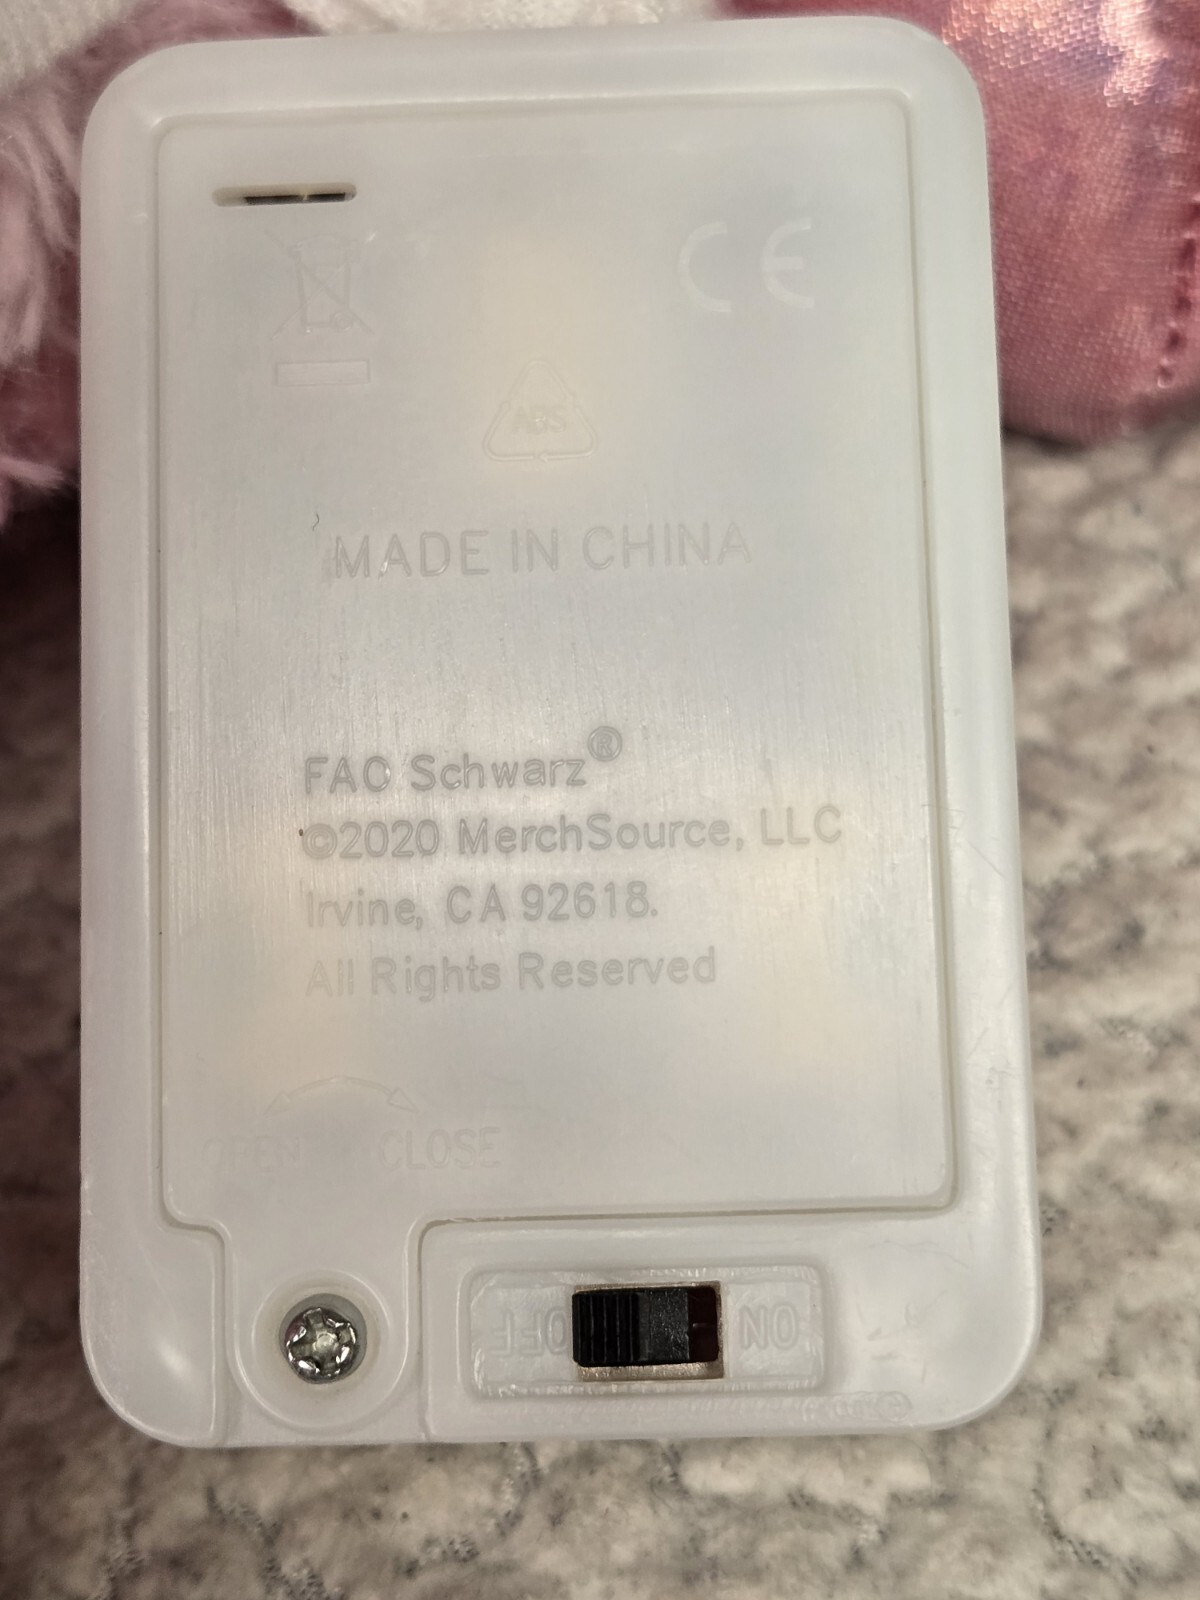 CE
ABS
MADE IN CHINA
FAO Schwarz®
©2020 MerchSource, LLC
Irvine, CA 92618.
All Rights Reserved
OPEN CLOSE
OFF ON